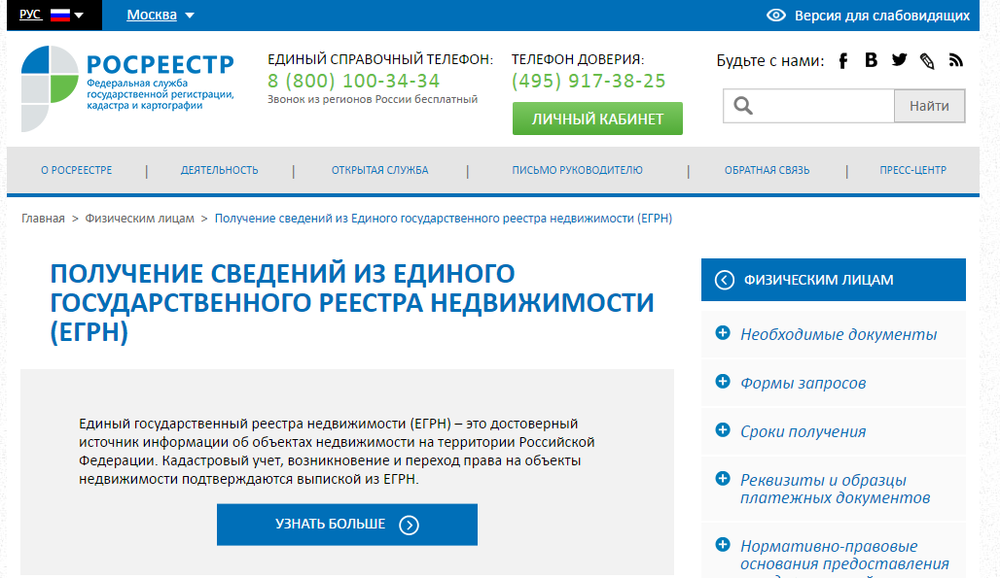 РУС
Москва
Версия для слабовидящих
РОСРЕЕСТР
Федеральная служба
государственной регистрации,
кадастра и картографии
ЕДИНЫЙ СПРАВОЧНЫЙ ТЕЛЕФОН:
8 (800) 100-34-34
Звонок из регионов России бесплатный
ТЕЛЕФОН ДОВЕРИЯ:
(495) 917-38-25
ЛИЧНЫЙ КАБИНЕТ
Будьте с нами:
Найти
О РОСРЕЕСТРЕ | ДЕЯТЕЛЬНОСТЬ | ОТКРЫТАЯ СЛУЖБА | ПИСЬМО РУКОВОДИТЕЛЮ | ОБРАТНАЯ СВЯЗЬ | ПРЕСС-ЦЕНТР
Главная > Физическим лицам > Получение сведений из Единого государственного реестра недвижимости (ЕГРН)
ПОЛУЧЕНИЕ СВЕДЕНИЙ ИЗ ЕДИНОГО
ГОСУДАРСТВЕННОГО РЕЕСТРА НЕДВИЖИМОСТИ
(ЕГРН)
Единый государственный реестра недвижимости (ЕГРН) – это достоверный
источник информации об объектах недвижимости на территории Российской
Федерации. Кадастровый учет, возникновение и переход права на объекты
недвижимости подтверждаются выпиской из ЕГРН.
УЗНАТЬ БОЛЬШЕ
ФИЗИЧЕСКИМ ЛИЦАМ
Необходимые документы
Формы запросов
Сроки получения
Реквизиты и образцы
платежных документов
Нормативно-правовые
основания предоставления